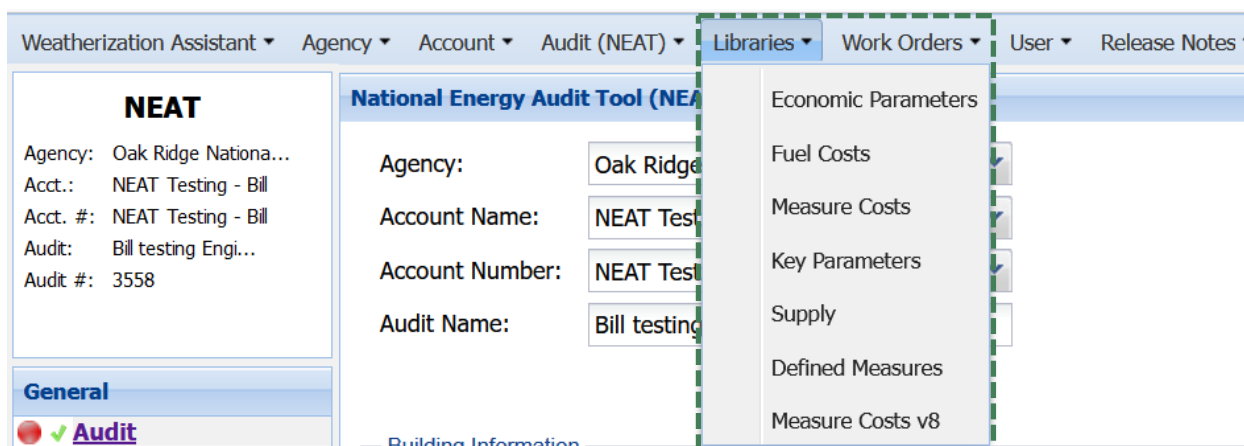 Weatherization Assistant Agency Account Audit (NEAT) Libraries Work Orders User Release Notes
NEAT
Agency: Oak Ridge Nationa...
Acct.: NEAT Testing - Bill
Acct. #: NEAT Testing - Bill
Audit: Bill testing Engi...
Audit #: 3558
General
Audit
National Energy Audit Tool (NEA
Agency: Oak Ridge
Account Name: NEAT Test
Account Number: NEAT Test
Audit Name: Bill testing
Building Information
Economic Parameters
Fuel Costs
Measure Costs
Key Parameters
Supply
Defined Measures
Measure Costs v8